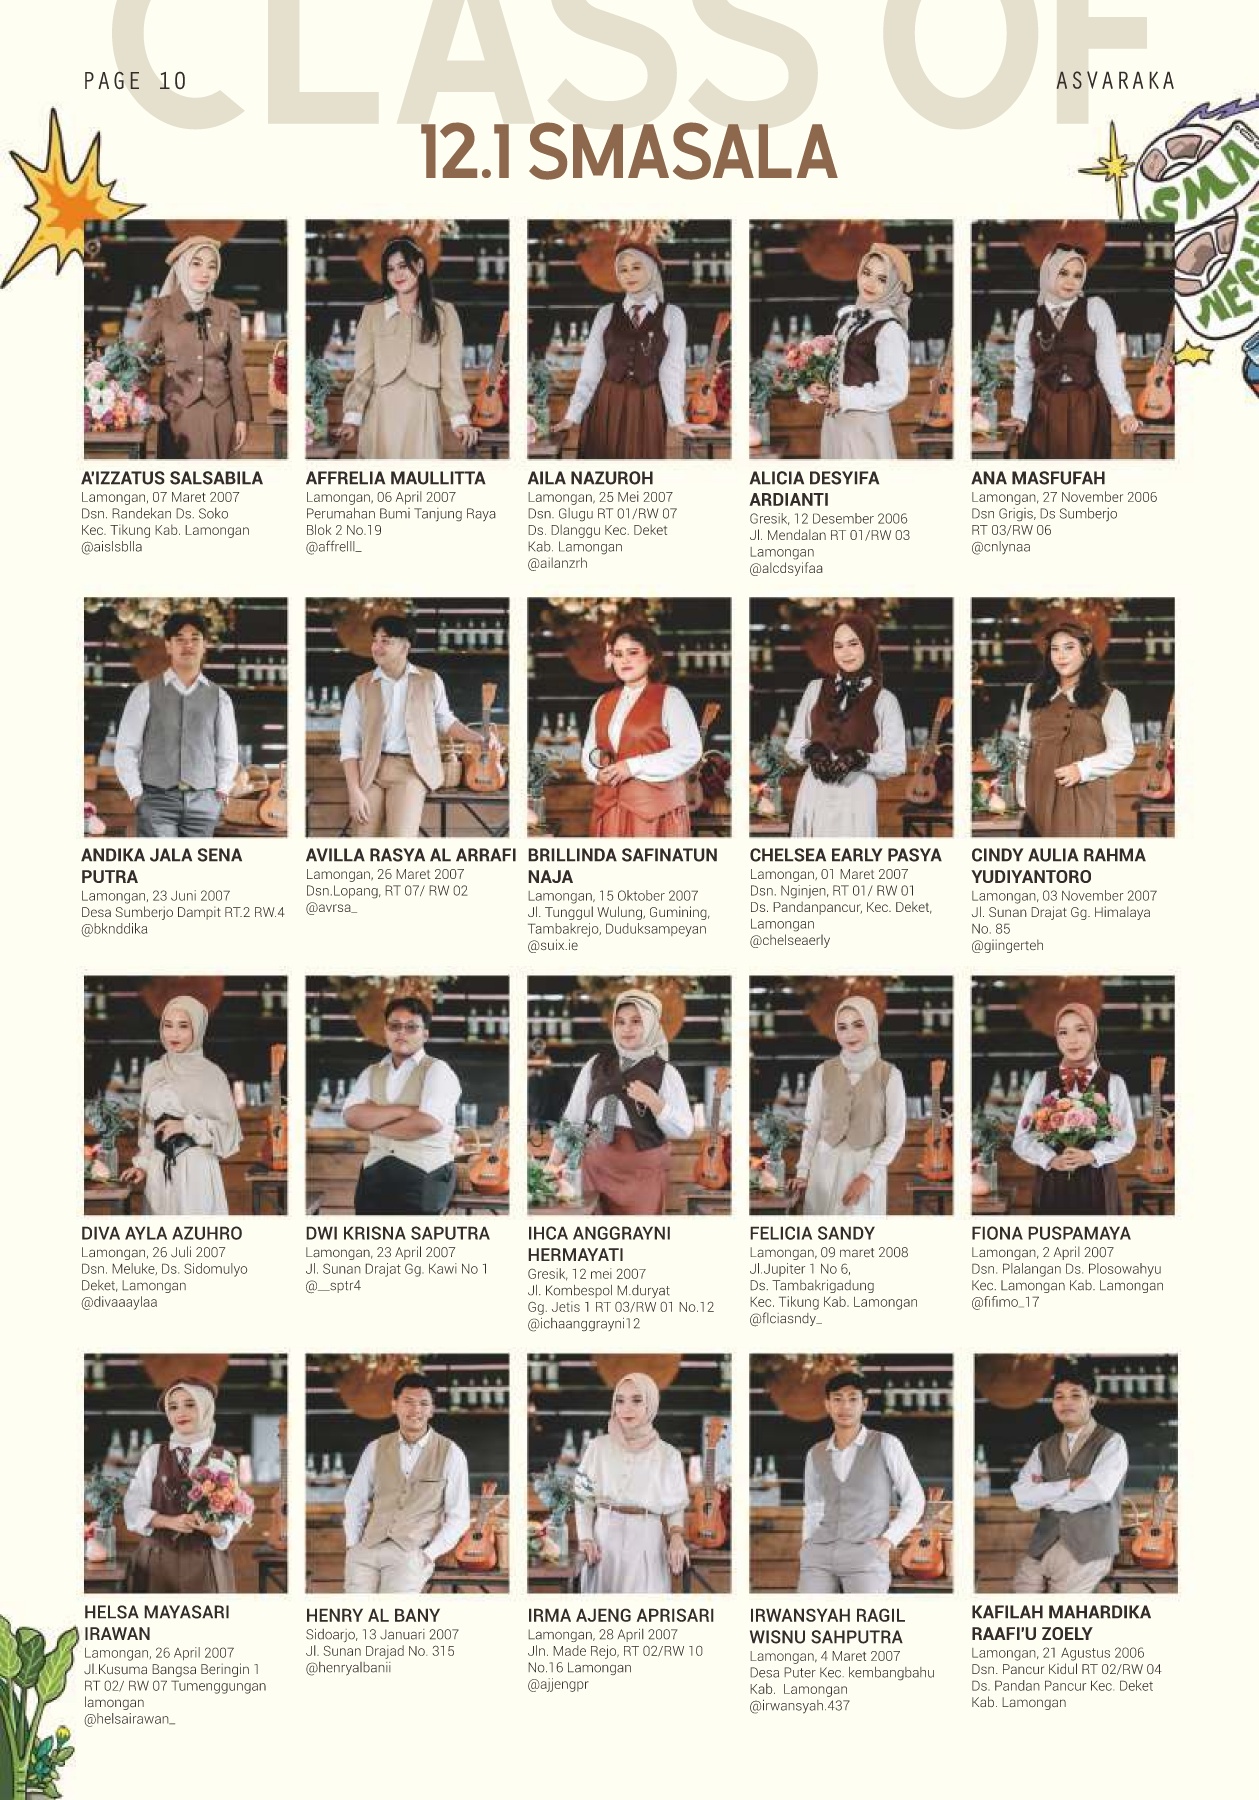 CLASS OF
PAGE 10
ASVARAKA
12.1 SMASALA
SMA
NEGE
A'IZZATUS SALSABILA
Lamongan, 07 Maret 2007
Dsn. Randekan Ds. Soko
Kec. Tikung Kab. Lamongan
@aislsblla
AFFRELIA MAULLITTA
Lamongan, 06 April 2007
Perumahan Bumi Tanjung Raya
Blok 2 No.19
@affrelll_
AILA NAZUROH
Lamongan, 25 Mei 2007
Dsn. Glugu RT 01/RW 07
Ds. Dlanggu Kec. Deket
Kab. Lamongan
@ailanzrh
ALICIA DESYIFA
ARDIANTI
Gresik, 12 Desember 2006
Jl. Mendalan RT 01/RW 03
Lamongan
@alcdsyifaa
ANA MASFUFAH
Lamongan, 27 November 2006
Dsn Grigis, Ds Sumberjo
RT 03/RW 06
@cnlynaa
ANDIKA JALA SENA
PUTRA
Lamongan, 23 Juni 2007
Desa Sumberjo Dampit RT.2 RW.4
@bknddika
AVILLA RASYA AL ARRAFI
Lamongan, 26 Maret 2007
Dsn.Lopang, RT 07/ RW 02
@avrsa_
BRILLINDA SAFINATUN
NAJA
Lamongan, 15 Oktober 2007
Jl. Tunggul Wulung, Gumining,
Tambakrejo, Duduksampeyan
@suix.ie
CHELSEA EARLY PASYA
Lamongan, 01 Maret 2007
Dsn. Nginjen, RT 01/ RW 01
Ds. Pandanpancur, Kec. Deket,
Lamongan
@chelseaerly
CINDY AULIA RAHMA
YUDIYANTORO
Lamongan, 03 November 2007
Jl. Sunan Drajat Gg. Himalaya
No. 85
@giingerteh
DIVA AYLA AZUHRO
Lamongan, 26 Juli 2007
Dsn. Meluke, Ds. Sidomulyo
Deket, Lamongan
@divaaaylaa
DWI KRISNA SAPUTRA
Lamongan, 23 April 2007
Jl. Sunan Drajat Gg. Kawi No 1
@__sptr4
IHCA ANGGRAYNI
HERMAYATI
Gresik, 12 mei 2007
Jl. Kombespol M.duryat
Gg. Jetis 1 RT 03/RW 01 No.12
@ichaanggrayni12
FELICIA SANDY
Lamongan, 09 maret 2008
Jl.Jupiter 1 No 6,
Ds. Tambakrigadung
Kec. Tikung Kab. Lamongan
@flciasndy_
FIONA PUSPAMAYA
Lamongan, 2 April 2007
Dsn. Plalangan Ds. Plosowahyu
Kec. Lamongan Kab. Lamongan
@fifimo_17
HELSA MAYASARI
IRAWAN
Lamongan, 26 April 2007
Jl.Kusuma Bangsa Beringin 1
RT 02/ RW 07 Tumenggungan
lamongan
@helsairawan_
HENRY AL BANY
Sidoarjo, 13 Januari 2007
Jl. Sunan Drajad No. 315
@henryalbanii
IRMA AJENG APRISARI
Lamongan, 28 April 2007
Jln. Made Rejo, RT 02/RW 10
No.16 Lamongan
@ajjengpr
IRWANSYAH RAGIL
WISNU SAHPUTRA
Lamongan, 4 Maret 2007
Desa Puter Kec. kembangbahu
Kab. Lamongan
@irwansyah.437
KAFILAH MAHARDIKA
RAAFI'U ZOELY
Lamongan, 21 Agustus 2006
Dsn. Pancur Kidul RT 02/RW 04
Ds. Pandan Pancur Kec. Deket
Kab. Lamongan